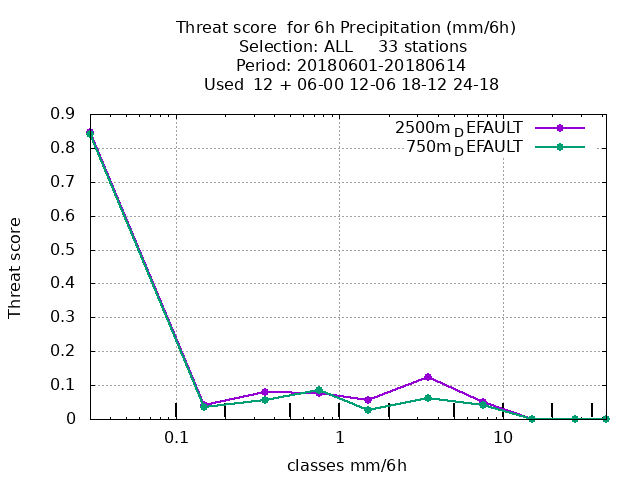 Threat score  for 6h Precipitation (mm/6h)
Selection: ALL     33 stations
Period: 20180601-20180614
Used  12 + 06-00 12-06 18-12 24-18
2500m_DEFAULT
750m_DEFAULT
0.9
0.8
0.7
0.6
0.5
0.4
0.3
0.2
0.1
0
Threat score
0.1 1 10
classes mm/6h